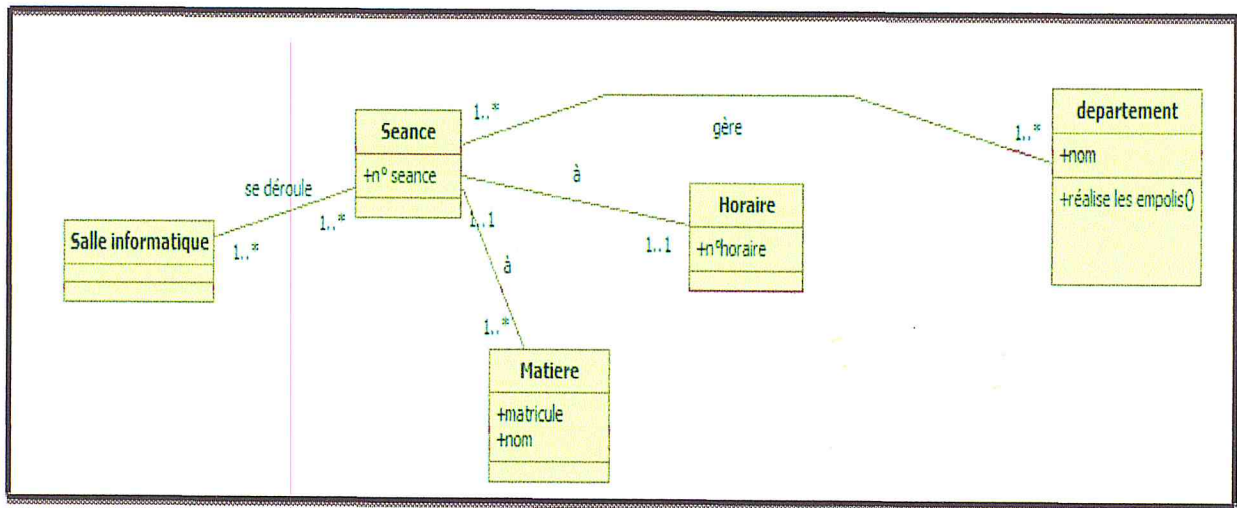 1..*
Seance
+n° seance
gère
1..*
departement
+nom
+réalise les empolis()
se déroule
1..*
à
Horaire
+n°horaire
1..1
Salle informatique
1..*
1..1
à
1..*
Matiere
+matricule
+nom